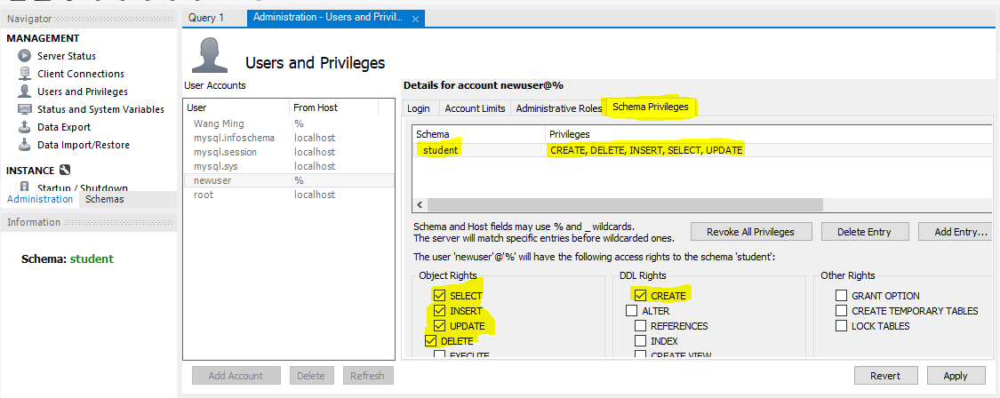 Navigator
MANAGEMENT
Server Status
Client Connections
Users and Privileges
Status and System Variables
Data Export
Data Import/Restore
INSTANCE
Startup / Shutdown
Administration Schemas
Information
Schema: student
Query 1 Administration - Users and Privil... ×
Users and Privileges
User Accounts
User From Host
Wang Ming %
mysql.infoschema localhost
mysql.session localhost
mysql.sys localhost
newuser %
root localhost
Add Account Delete Refresh
Details for account newuser@%
Login Account Limits Administrative Roles Schema Privileges
Schema Privileges
student CREATE, DELETE, INSERT, SELECT, UPDATE
Schema and Host fields may use % and _ wildcards.
The server will match specific entries before wildcarded ones.
Revoke All Privileges Delete Entry Add Entry...
The user 'newuser'@'%' will have the following access rights to the schema 'student':
Object Rights
SELECT
INSERT
UPDATE
DELETE
EXECUTE
DDL Rights
CREATE
ALTER
REFERENCES
INDEX
CREATE VIEW
Other Rights
GRANT OPTION
CREATE TEMPORARY TABLES
LOCK TABLES
Revert Apply